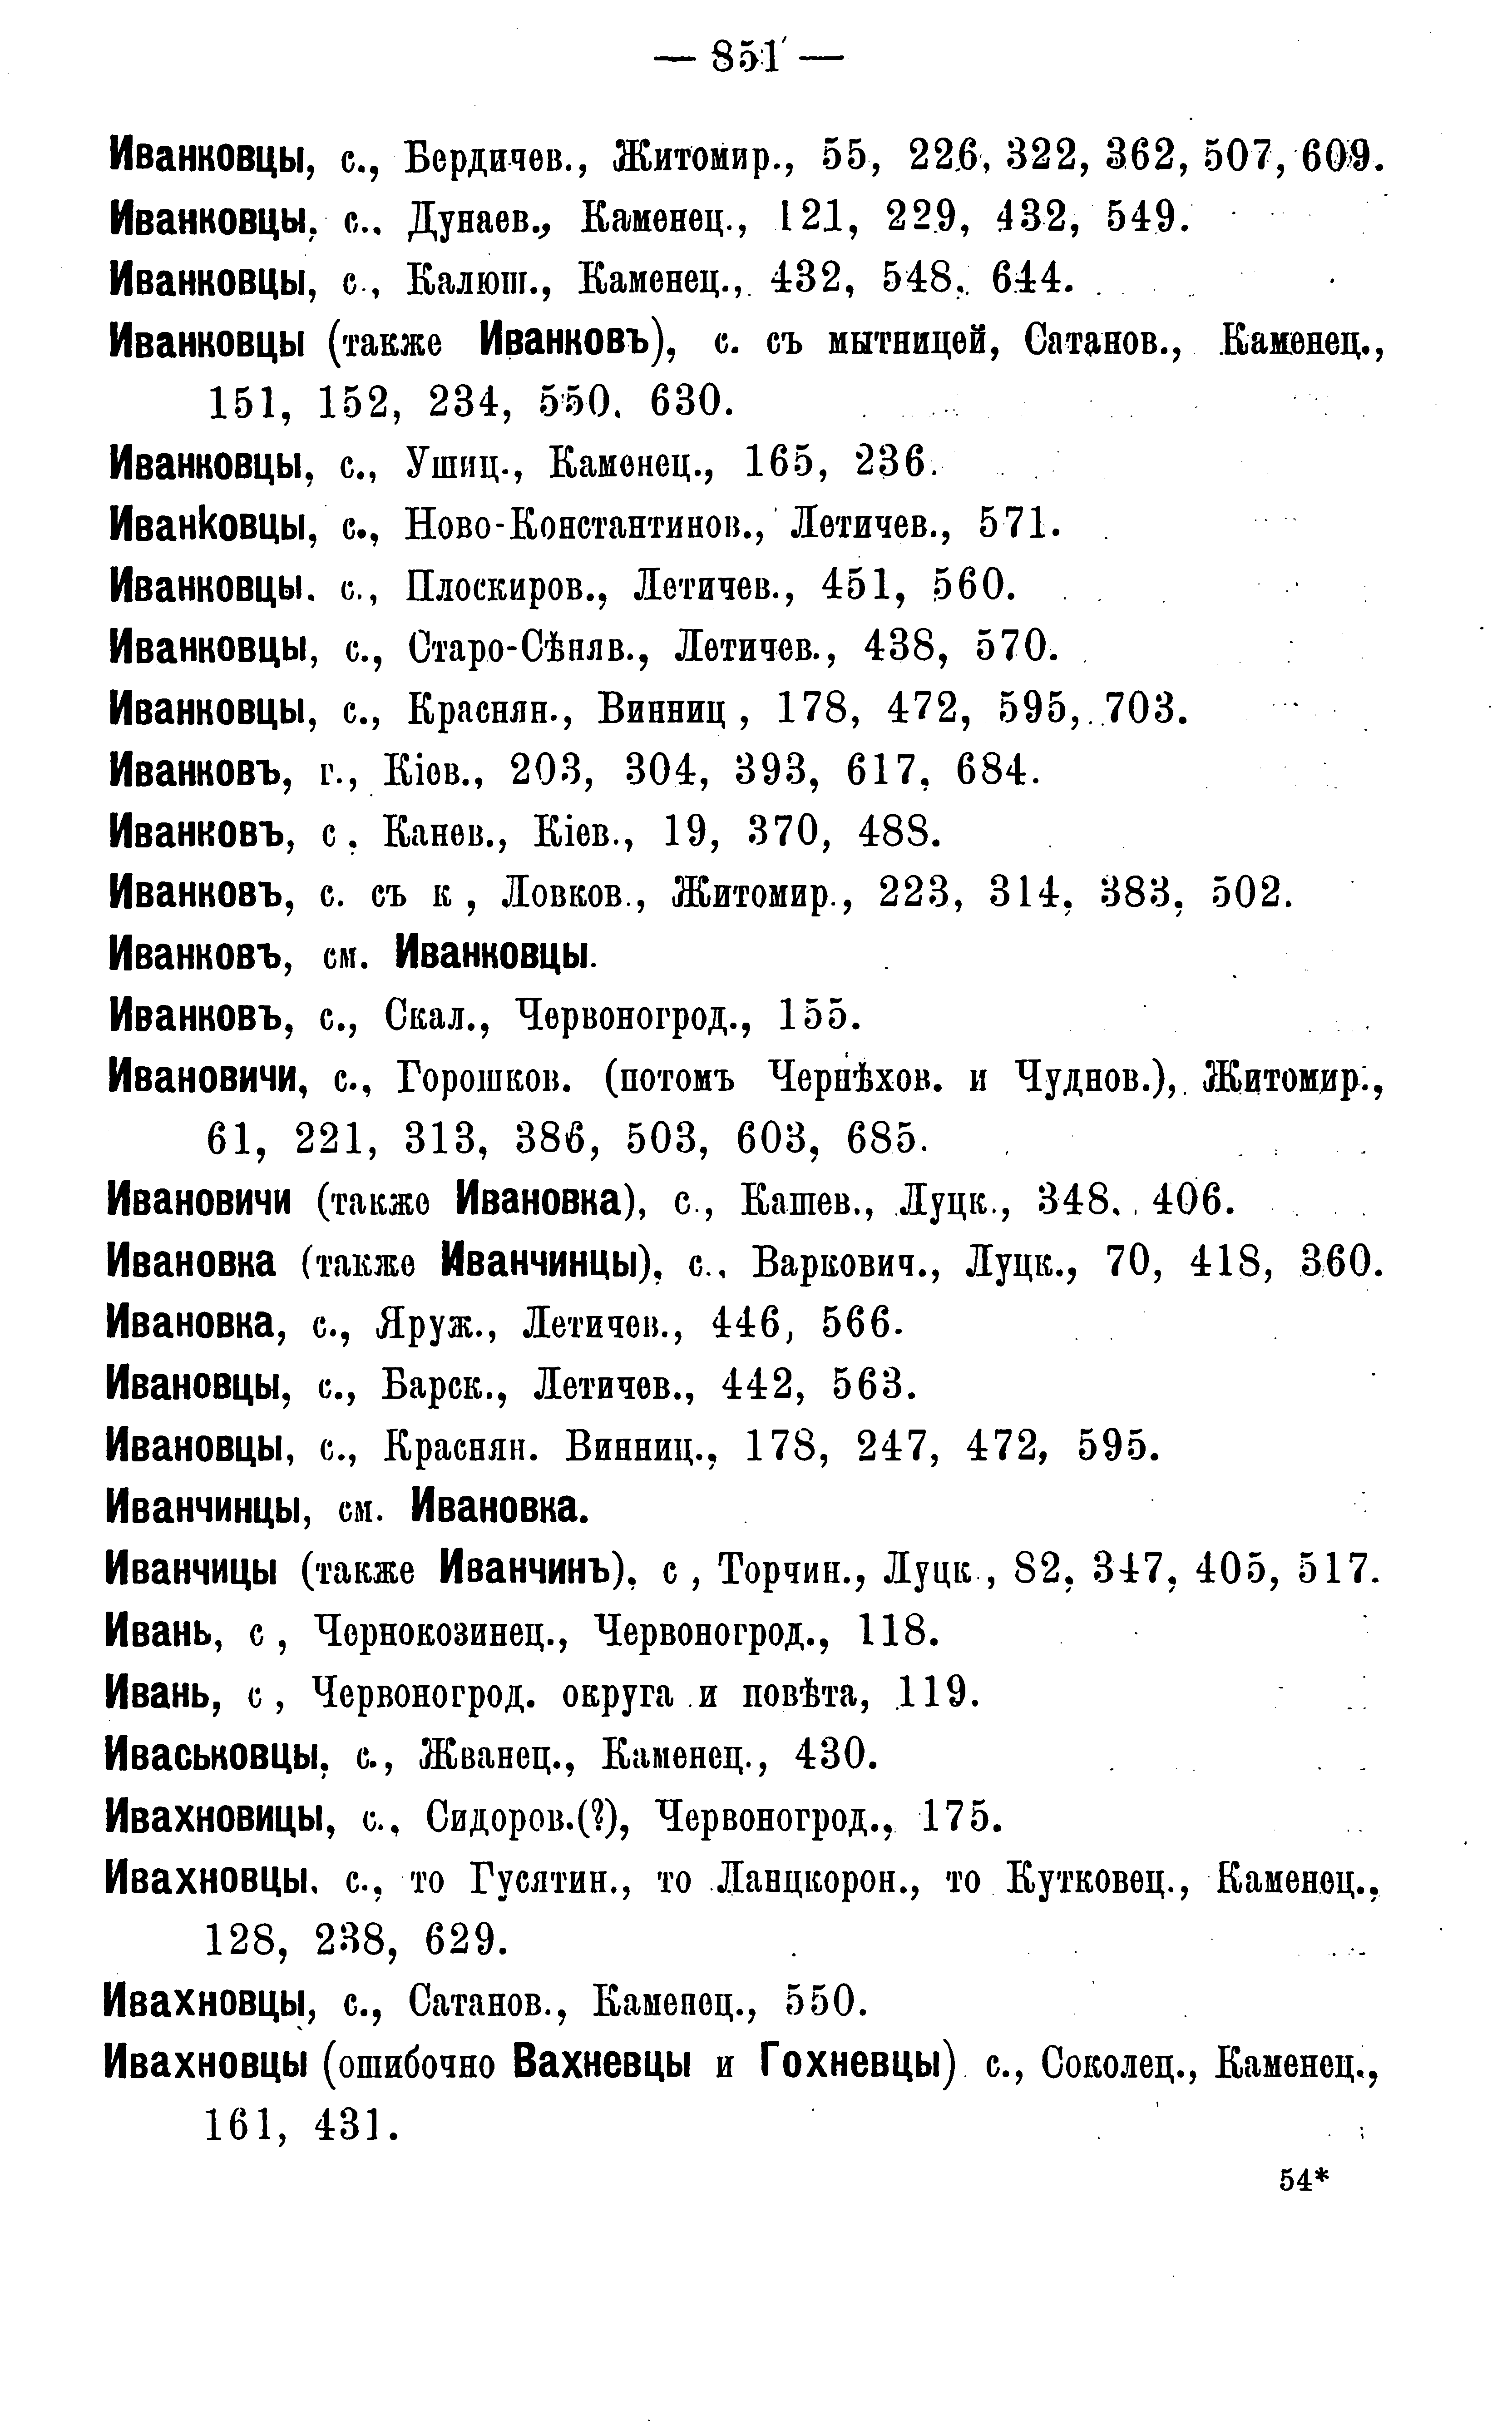 — 851 —
Иванковцы, с., Бердичев., Житомир., 55, 226, 322, 362, 507, 609.
Иванковцы, с., Дунаев., Каменец., 121, 229, 432, 549.
Иванковцы, с., Калюш., Каменец., 432, 548, 644.
Иванковцы (также Иванковъ), с. съ мытницей, Сатанов., Каменец.,
151, 152, 234, 550, 630.
Иванковцы, с., Ушиц., Каменец., 165, 236.
Иванковцы, с., Ново-Константинов., Летичев., 571.
Иванковцы, с., Плоскиров., Летичев., 451, 560.
Иванковцы, с., Старо-Сѣняв., Летичев., 438, 570.
Иванковцы, с., Краснян., Винниц , 178, 472, 595, 703.
Иванковъ, г., Кіев., 203, 304, 393, 617, 684.
Иванковъ, с. Канев., Кіев., 19, 370, 488.
Иванковъ, с. съ к , Ловков., Житомир., 223, 314, 383, 502.
Иванковъ, см. Иванковцы.
Иванковъ, с., Скал., Червоногрод., 155.
Ивановичи, с., Горошков. (потомъ Черпѣхов. и Чуднов.), Житомир.,
61, 221, 313, 386, 503, 603, 685.
Ивановичи (также Ивановка), с., Кашев., Луцк., 348, 406.
Ивановка (также Иванчинцы), с., Варкович., Луцк., 70, 418, 360.
Ивановка, с., Яруж., Летичев., 446, 566.
Ивановцы, с., Барск., Летичев., 442, 563.
Ивановцы, с., Краснян. Винниц., 178, 247, 472, 595.
Иванчинцы, см. Ивановка.
Иванчицы (также Иванчинъ), с , Торчин., Луцк., 82, 347, 405, 517.
Ивань, с , Чернокозинец., Червоногрод., 118.
Ивань, с , Червоногрод. округа и повѣта, 119.
Иваськовцы, с., Жванец., Каменец., 430.
Ивахновицы, с., Сидоров.(?), Червоногрод., 175.
Ивахновцы, с., то Гусятин., то Ланцкорон., то Кутковец., Каменец.,
128, 238, 629.
Ивахновцы, с., Сатанов., Каменец., 550.
Ивахновцы (ошибочно Вахневцы и Гохневцы) с., Соколец., Каменец.,
161, 431.
54*